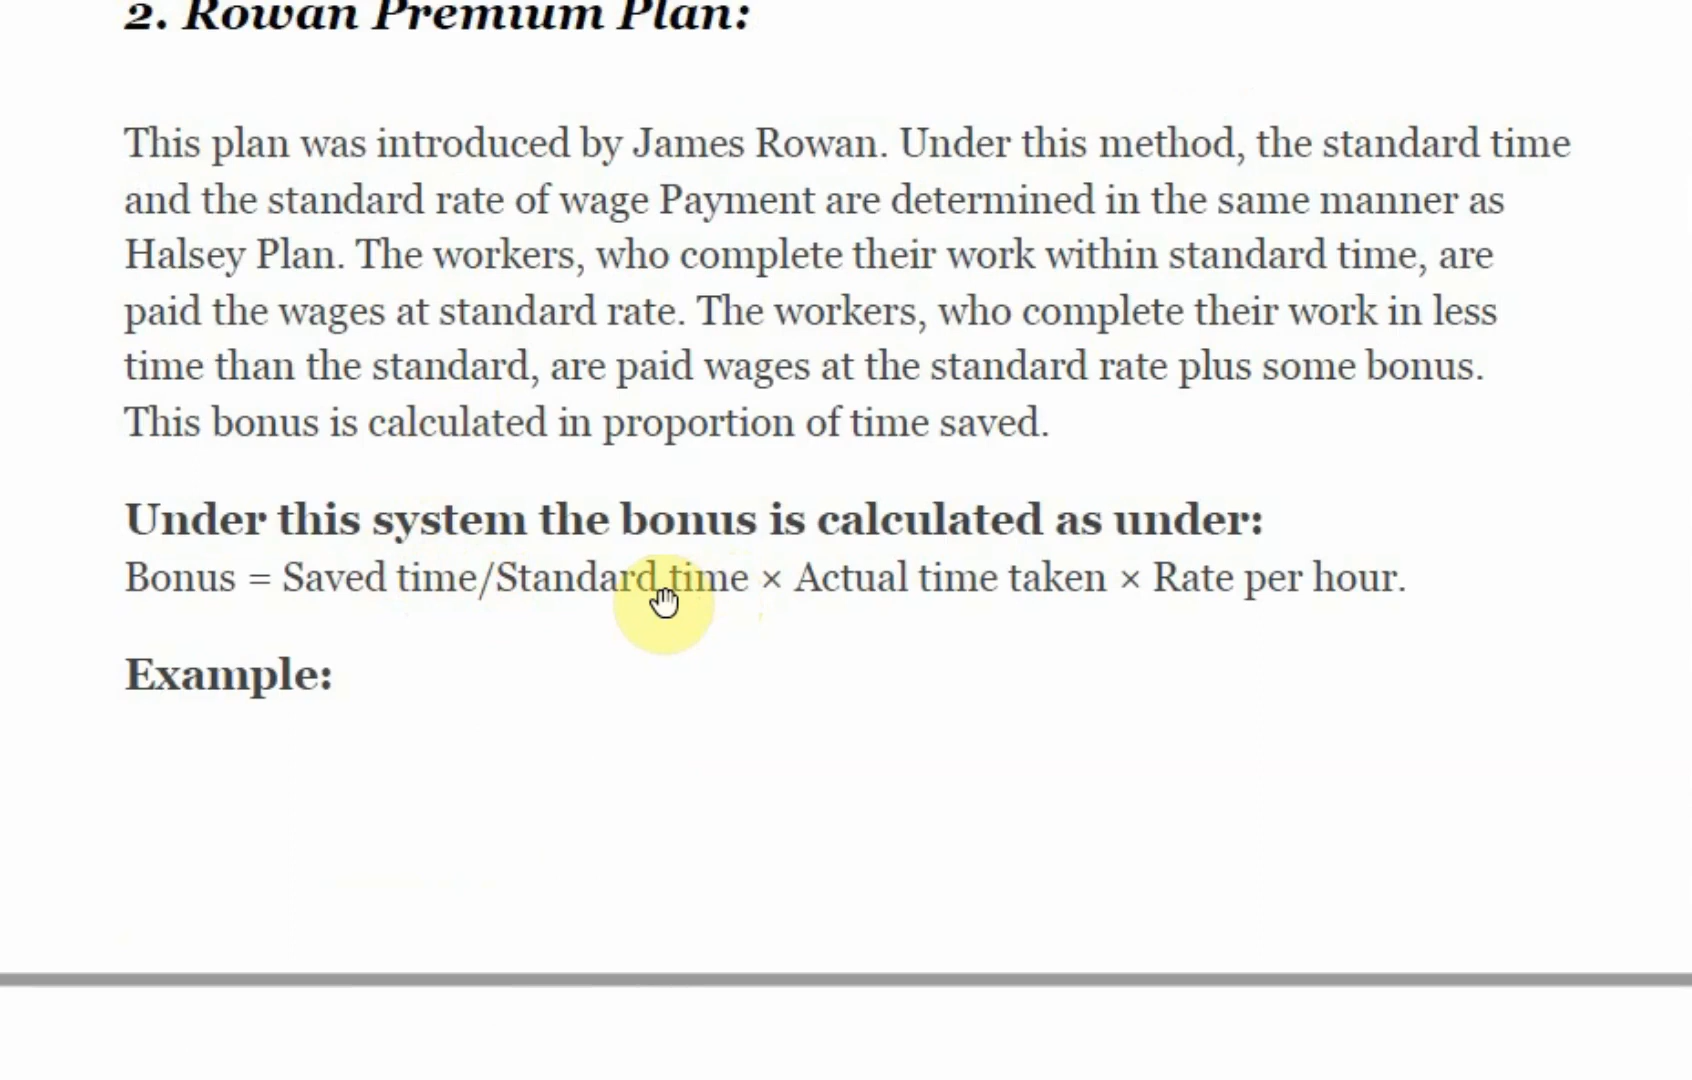 2. Rowan Premium Plan:
This plan was introduced by James Rowan. Under this method, the standard time
and the standard rate of wage Payment are determined in the same manner as
Halsey Plan. The workers, who complete their work within standard time, are
paid the wages at standard rate. The workers, who complete their work in less
time than the standard, are paid wages at the standard rate plus some bonus.
This bonus is calculated in proportion of time saved.
Under this system the bonus is calculated as under:
Bonus = Saved time/Standard time × Actual time taken × Rate per hour.
Example: